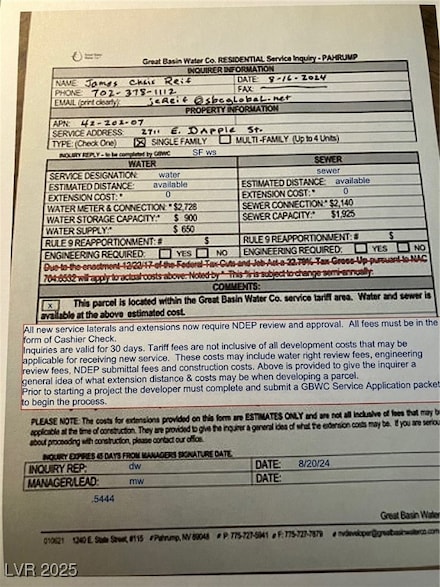 Great Basin Water Co. RESIDENTIAL Service Inquiry - PAHRUMP
INQUIRER INFORMATION
NAME: James Chris Reif DATE: 8-16-2024
PHONE: 702-378-1112 FAX:
EMAIL (print clearly): jcReif@sbcglobal.net
PROPERTY INFORMATION
APN: 42-202-07
SERVICE ADDRESS: 2711 E. Dapple St.
TYPE: (Check One) SINGLE FAMILY MULTI-FAMILY (Up to 4 Units)
INQUIRY REPLY - to be completed by GBWC SF ws
WATER SEWER
SERVICE DESIGNATION: water sewer
ESTIMATED DISTANCE: available ESTIMATED DISTANCE: available
EXTENSION COST: * 0 EXTENSION COST: * 0
WATER METER & CONNECTION: * $2,728 SEWER CONNECTION:* $2,140
WATER STORAGE CAPACITY:* $ 900 SEWER CAPACITY:* $1,925
WATER SUPPLY:* $ 650
RULE 9 REAPPORTIONMENT: # $ RULE 9 REAPPORTIONMENT: # $
ENGINEERING REQUIRED: YES NO ENGINEERING REQUIRED: YES NO
Due to the enactment 12/22/17 of the Federal Tax Cuts and Job Act a 22.79% Tax Gross Up pursuant to NAC
704.6532 will apply to actual costs above. Noted by * This % is subject to change semi-annually.
COMMENTS:
x This parcel is located within the Great Basin Water Co. service tariff area. Water and sewer is
available at the above estimated cost.
All new service laterals and extensions now require NDEP review and approval. All fees must be in the
form of Cashier Check.
Inquiries are valid for 30 days. Tariff fees are not inclusive of all development costs that may be
applicable for receiving new service. These costs may include water right review fees, engineering
review fees, NDEP submittal fees and construction costs. Above is provided to give the inquirer a
general idea of what extension distance & costs may be when developing a parcel.
Prior to starting a project the developer must complete and submit a GBWC Service Application packet
to begin the process.
PLEASE NOTE: The costs for extensions provided on this form are ESTIMATES ONLY and are not all inclusive of fees that may be
applicable at the time of construction. They are provided to give the inquirer a general idea of what the extension costs may be. If you are serious
about proceeding with construction, please contact our office.
INQUIRY EXPIRES 45 DAYS FROM MANAGERS SIGNATURE DATE.
INQUIRY REP: dw DATE: 8/20/24
MANAGER/LEAD: mw DATE:
.5444
Great Basin Water
010621 1240 E. State Street, #115 Pahrump, NV 89048 P: 775-727-5941 F: 775-727-7879 nvdeveloper@greatbasinwaterco.com
LVR 2025